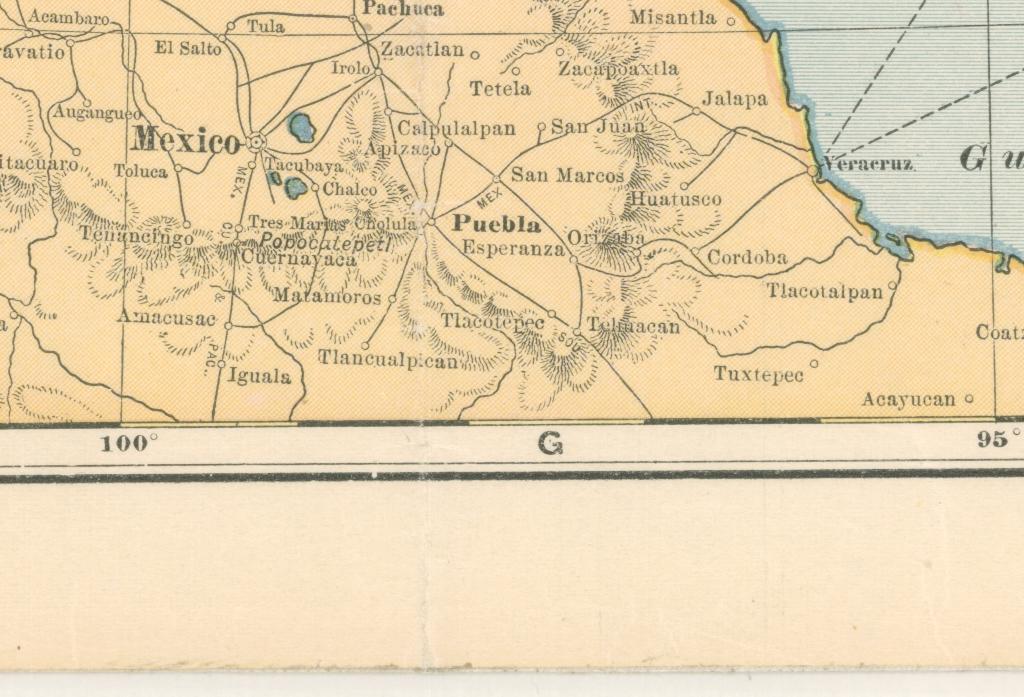 Acambaro
Pachuca
Misantla
Tula
El Salto
Zacatlan
ravatio
Irolo
Zacapoaxtla
Tetela
Jalapa
INT
Augangueo
Calpulalpan
San Juan
Mexico
Apizaco
G u
itacuaro
Tacubaya
Veracruz
Toluca
San Marcos
Chalco
MEX.
MEX
Huatusco
Tres Marias
Cholula
Puebla
Tenancingo
Popocatepetl
Esperanza
Orizaba
Cuernavaca
Cordoba
&
Matamoros
Tlacotalpan
a
Amacusac
Tlacotepec
Tehuacan
Coatz
SOU
PAC.
Tlancualpican
Iguala
Tuxtepec
Acayucan
100°
G
95°